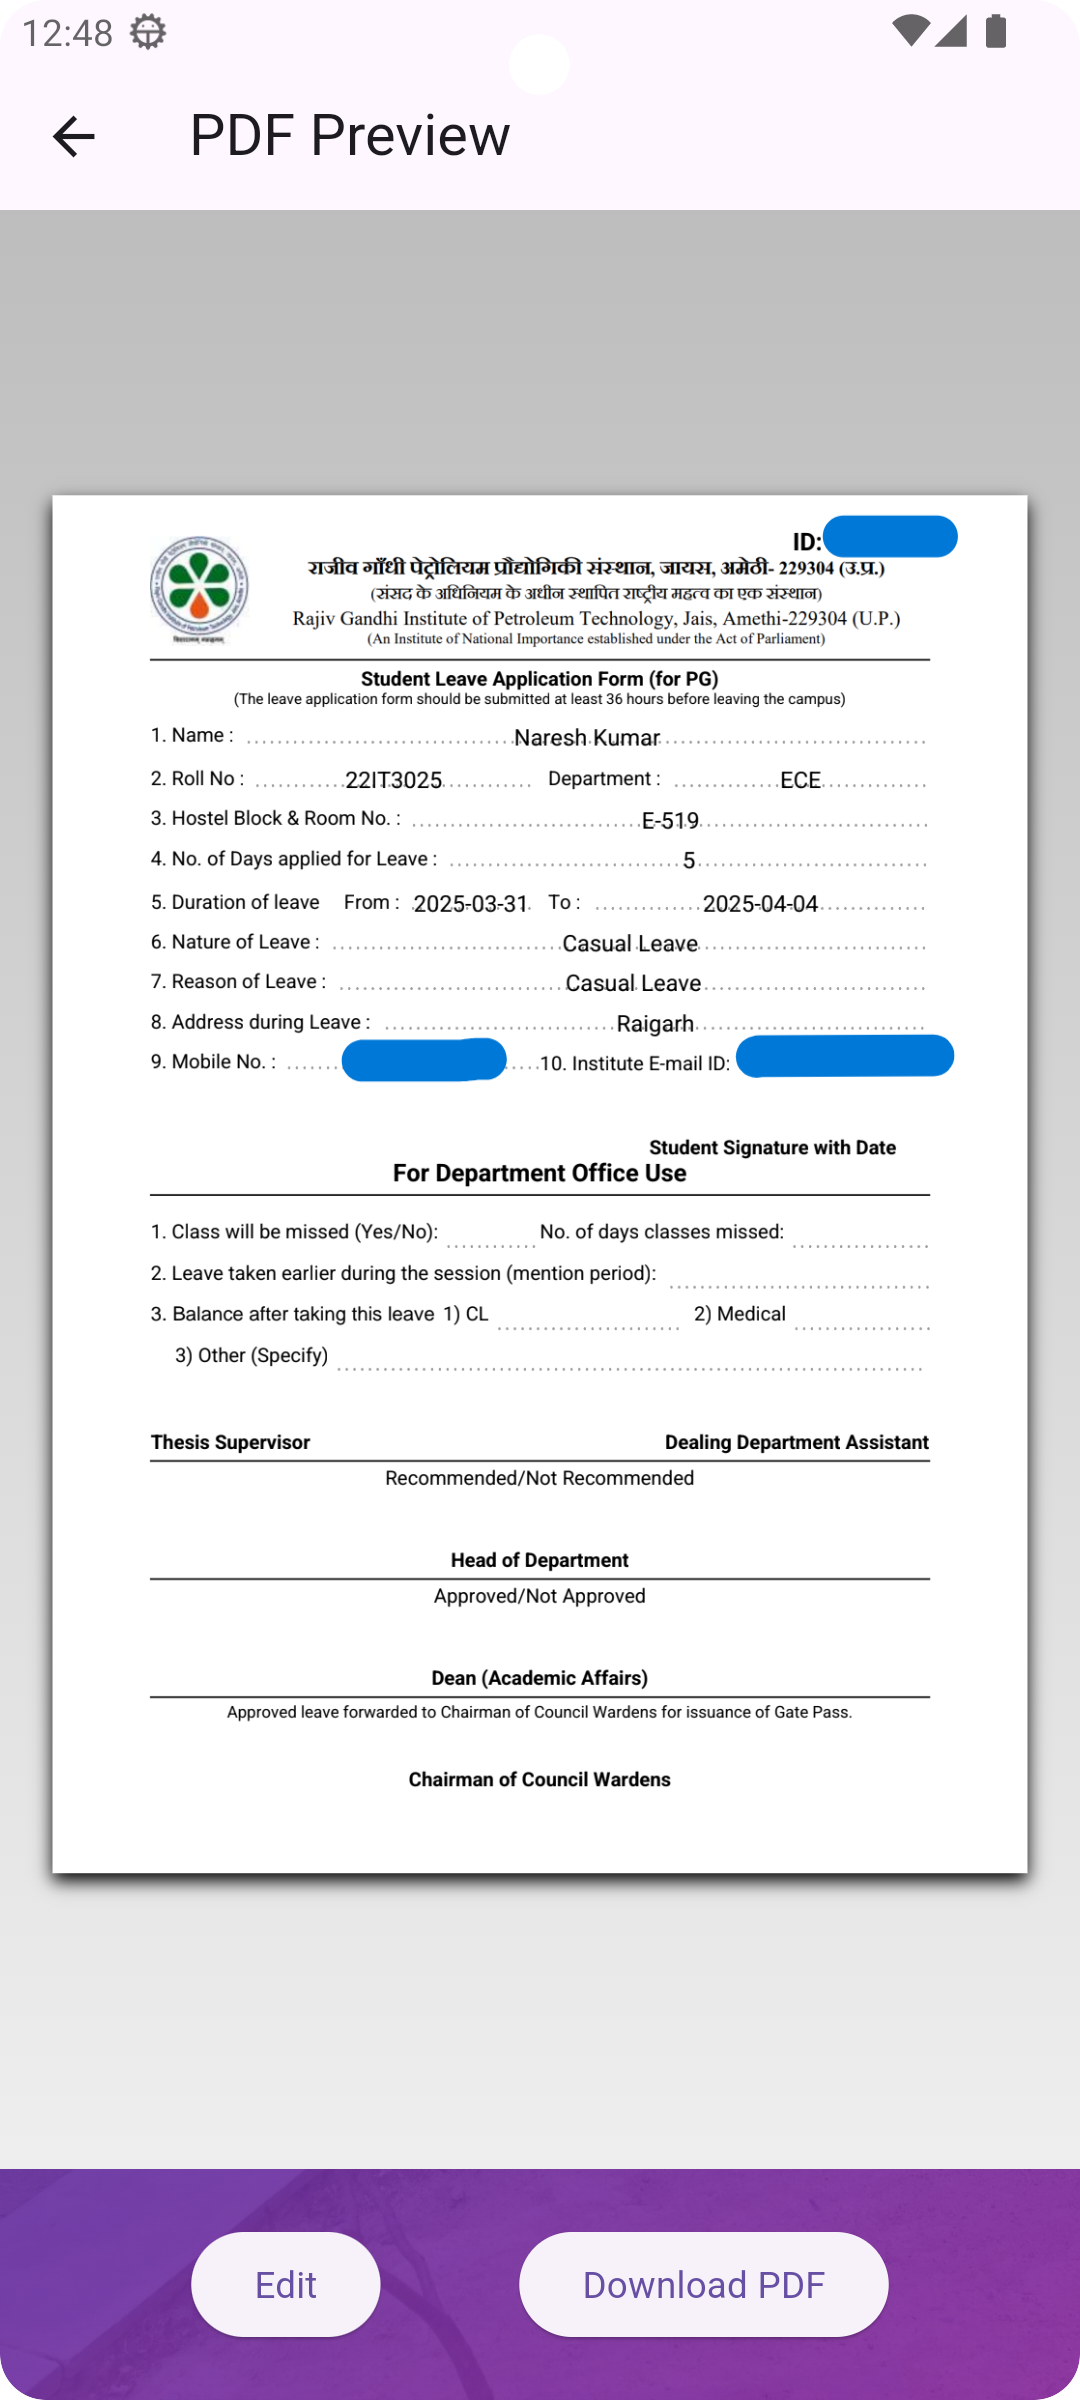 12:48
PDF Preview
ID:
राजीव गाँधी पेट्रोलियम प्रौद्योगिकी संस्थान, जायस, अमेठी- 229304 (उ.प्र.)
(संसद के अधिनियम के अधीन स्थापित राष्ट्रीय महत्व का एक संस्थान)
Rajiv Gandhi Institute of Petroleum Technology, Jais, Amethi-229304 (U.P.)
(An Institute of National Importance established under the Act of Parliament)
Student Leave Application Form (for PG)
(The leave application form should be submitted at least 36 hours before leaving the campus)
1. Name : Naresh Kumar
2. Roll No : 22IT3025 Department : ECE
3. Hostel Block & Room No. : E-519
4. No. of Days applied for Leave : 5
5. Duration of leave From : 2025-03-31 To : 2025-04-04
6. Nature of Leave : Casual Leave
7. Reason of Leave : Casual Leave
8. Address during Leave : Raigarh
9. Mobile No. : 10. Institute E-mail ID:
Student Signature with Date
For Department Office Use
1. Class will be missed (Yes/No): No. of days classes missed:
2. Leave taken earlier during the session (mention period):
3. Balance after taking this leave 1) CL 2) Medical
3) Other (Specify)
Thesis Supervisor Dealing Department Assistant
Recommended/Not Recommended
Head of Department
Approved/Not Approved
Dean (Academic Affairs)
Approved leave forwarded to Chairman of Council Wardens for issuance of Gate Pass.
Chairman of Council Wardens
Edit Download PDF